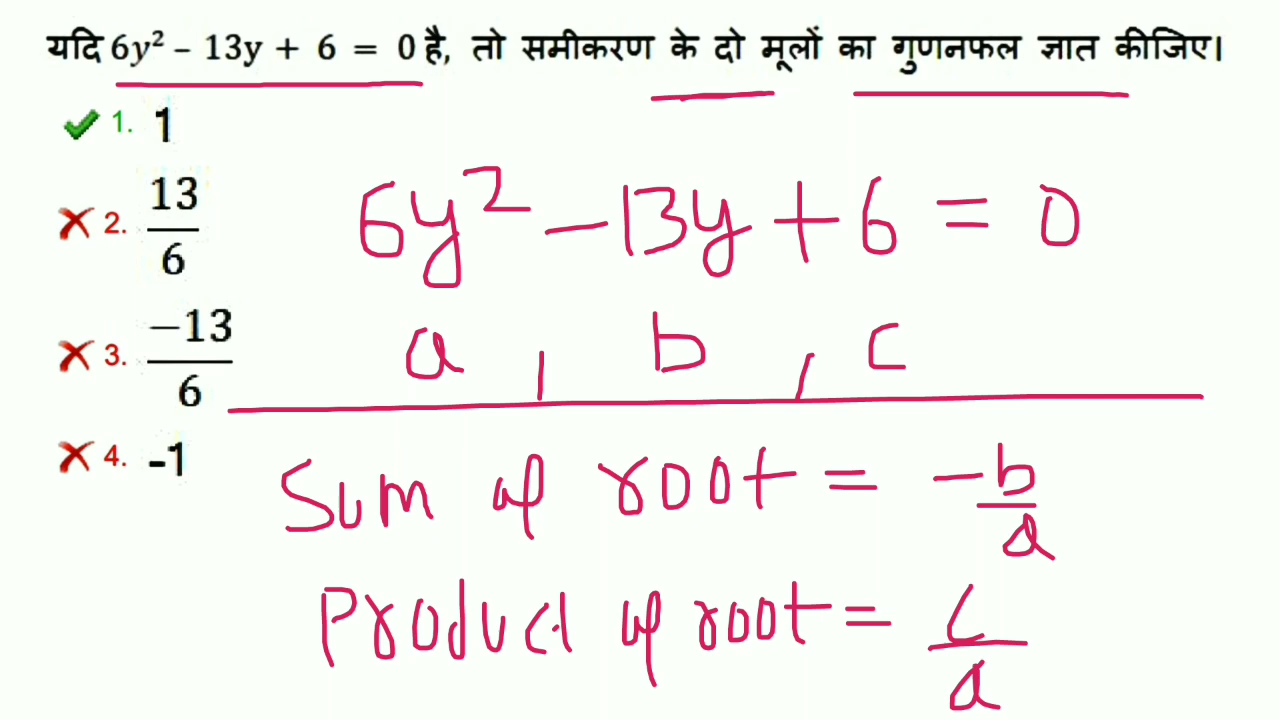 यदि 6y² – 13y + 6 = 0 है, तो समीकरण के दो मूलों का गुणनफल ज्ञात कीजिए।
1. 1
2. 13/6
3. −13/6
4. -1
6y² − 13y + 6 = 0
a , b , c
Sum of root = −b/a
Product of root = c/a